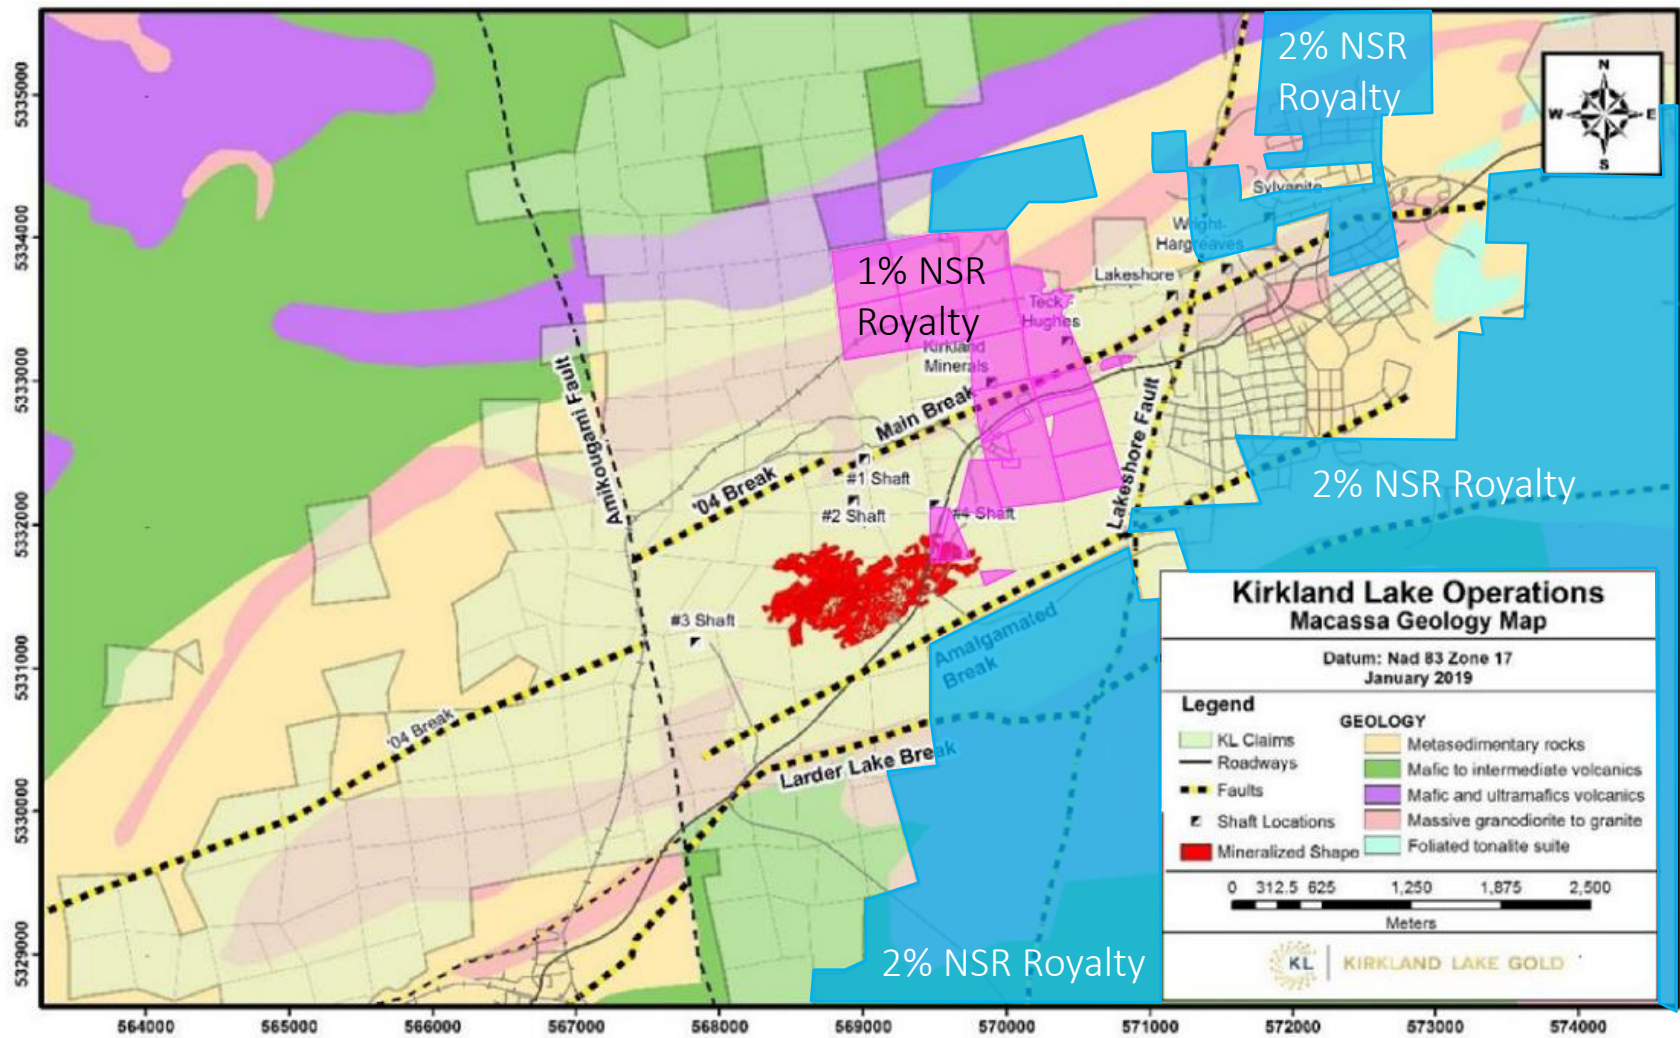 2% NSR
Royalty
N
W
E
S
Sylvanite
Wright-
Hargreaves
Lakeshore
1% NSR
Royalty
Teck-
Hughes
Kirkland
Minerals
Amikougami Fault
Main Break
Lakeshore Fault
'04 Break
#1 Shaft
#2 Shaft
#4 Shaft
2% NSR Royalty
#3 Shaft
Amalgamated
Break
'04 Break
Larder Lake Break
2% NSR Royalty
Kirkland Lake Operations
Macassa Geology Map
Datum: Nad 83 Zone 17
January 2019
Legend
KL Claims
Roadways
Faults
Shaft Locations
Mineralized Shape
GEOLOGY
Metasedimentary rocks
Mafic to intermediate volcanics
Mafic and ultramafics volcanics
Massive granodiorite to granite
Foliated tonalite suite
0 312.5 625 1,250 1,875 2,500
Meters
KL KIRKLAND LAKE GOLD
5335000
5334000
5333000
5332000
5331000
5330000
5329000
564000 565000 566000 567000 568000 569000 570000 571000 572000 573000 574000